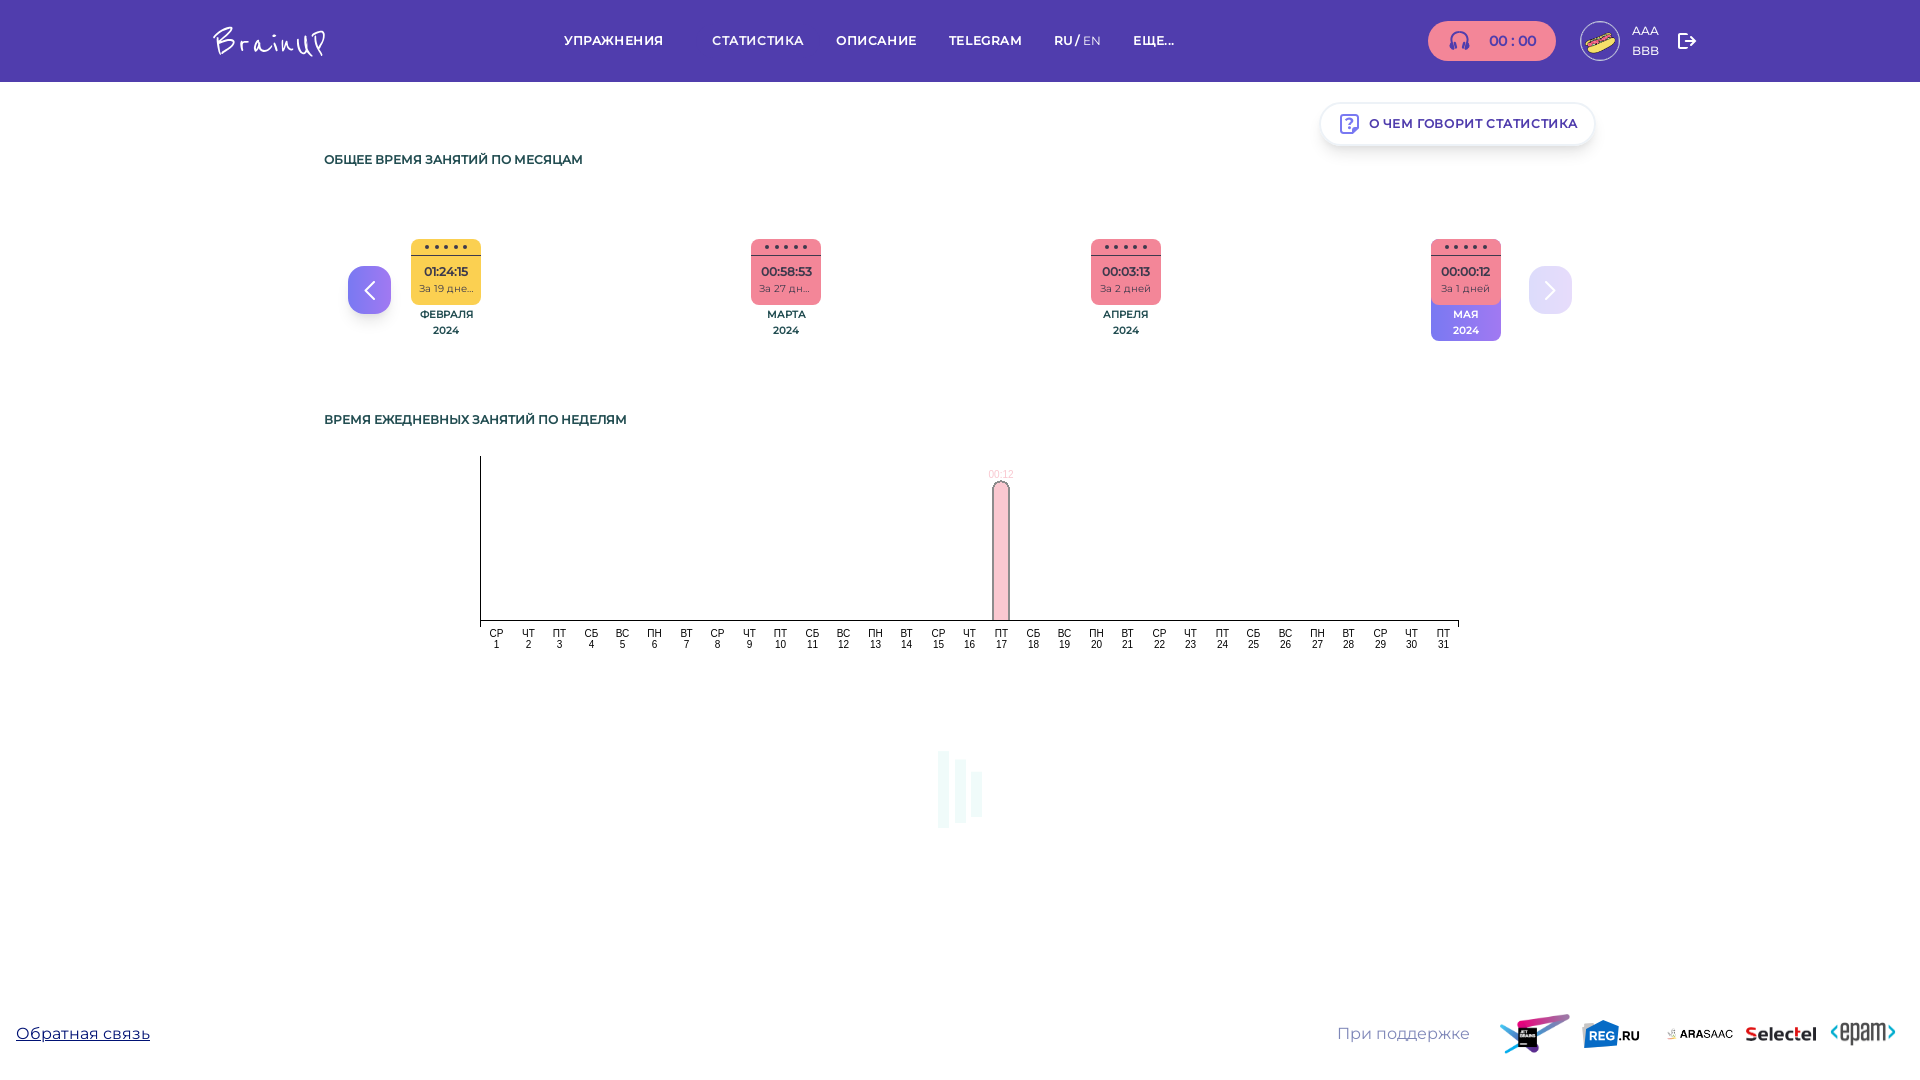 BrainUP
УПРАЖНЕНИЯ
СТАТИСТИКА
ОПИСАНИЕ
TELEGRAM
RU / EN
ЕЩЕ...
00 : 00
AAA
BBB
О ЧЕМ ГОВОРИТ СТАТИСТИКА
ОБЩЕЕ ВРЕМЯ ЗАНЯТИЙ ПО МЕСЯЦАМ
01:24:15
За 19 дне...
ФЕВРАЛЯ
2024
00:58:53
За 27 дн...
МАРТА
2024
00:03:13
За 2 дней
АПРЕЛЯ
2024
00:00:12
За 1 дней
МАЯ
2024
ВРЕМЯ ЕЖЕДНЕВНЫХ ЗАНЯТИЙ ПО НЕДЕЛЯМ
00:12
СР ЧТ ПТ СБ ВС ПН ВТ СР ЧТ ПТ СБ ВС ПН ВТ СР ЧТ ПТ СБ ВС ПН ВТ СР ЧТ ПТ СБ ВС ПН ВТ СР ЧТ ПТ
1 2 3 4 5 6 7 8 9 10 11 12 13 14 15 16 17 18 19 20 21 22 23 24 25 26 27 28 29 30 31
Обратная связь
При поддержке
JET
BRAINS
REG.RU
ARASAAC
Selectel
<epam>